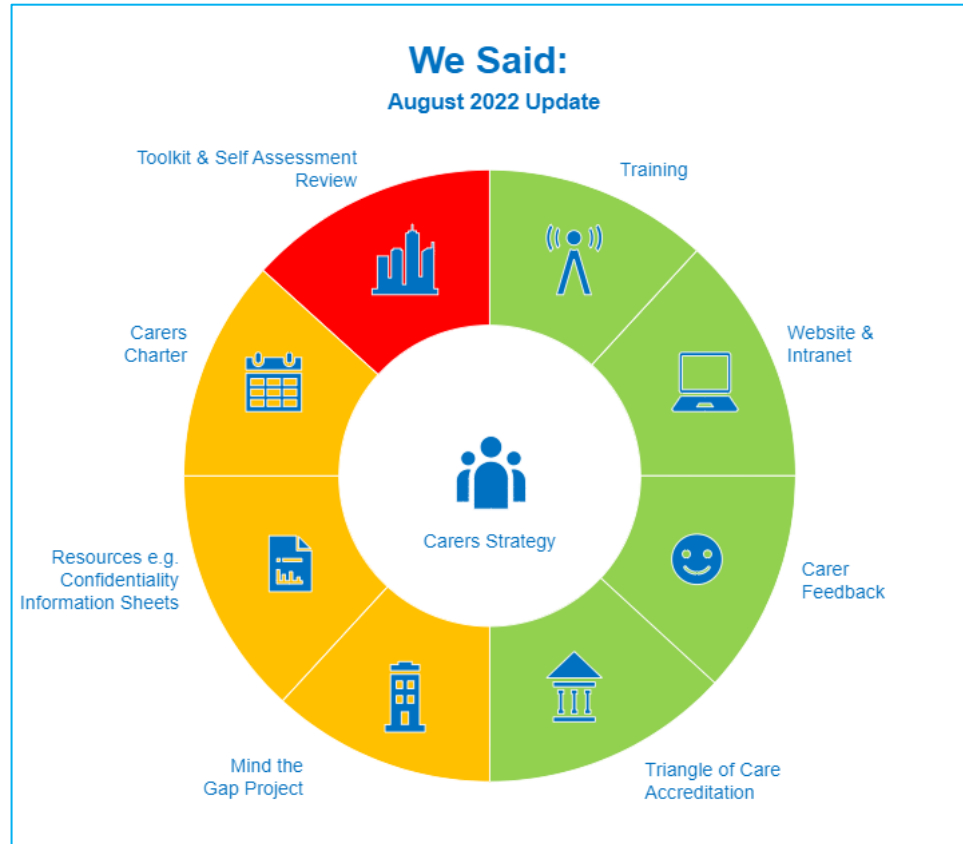 We Said:
August 2022 Update
Toolkit & Self Assessment
Review
Training
Carers
Charter
Website &
Intranet
Carers Strategy
Resources e.g.
Confidentiality
Information Sheets
Carer
Feedback
Mind the
Gap Project
Triangle of Care
Accreditation